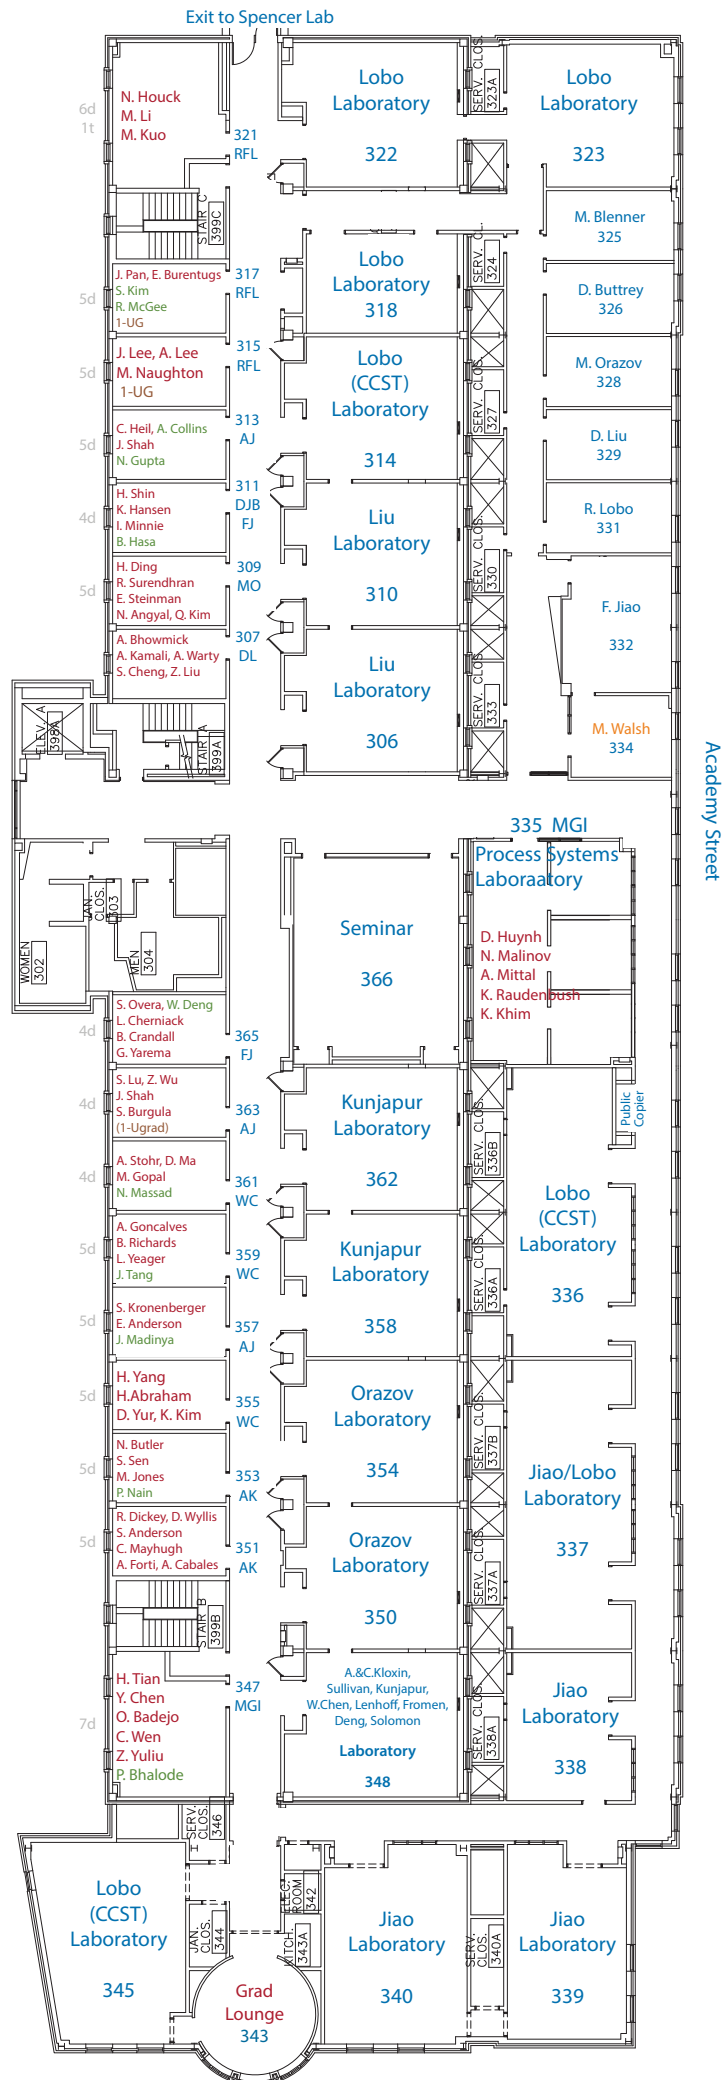 Exit to Spencer Lab
6d
1t
N. Houck
M. Li
M. Kuo
321
RFL
Lobo
Laboratory
322
SERV. CLOS.
323A
Lobo
Laboratory
323
STAIR C
399C
M. Blenner
325
5d
J. Pan, E. Burentugs
S. Kim
R. McGee
1-UG
317
RFL
Lobo
Laboratory
318
SERV. CL.
324
D. Buttrey
326
5d
J. Lee, A. Lee
M. Naughton
1-UG
315
RFL
Lobo
(CCST)
Laboratory
314
SERV. CLOS.
327
M. Orazov
328
5d
C. Heil, A. Collins
J. Shah
N. Gupta
313
AJ
D. Liu
329
4d
H. Shin
K. Hansen
I. Minnie
B. Hasa
311
DJB
FJ
Liu
Laboratory
310
SERV. CLOS.
330
R. Lobo
331
5d
H. Ding
R. Surendhran
E. Steinman
N. Angyal, Q. Kim
309
MO
F. Jiao
332
A. Bhowmick
A. Kamali, A. Warty
S. Cheng, Z. Liu
307
DL
Liu
Laboratory
306
SERV. CLOS.
333
M. Walsh
334
ELEV. A
398A
STAIR A
399A
Academy Street
335 MGI
Process Systems
Laboraatory
D. Huynh
N. Malinov
A. Mittal
K. Raudenbush
K. Khim
WOMEN
302
JAN.
CLOS.
303
MEN
304
Seminar
366
4d
S. Overa, W. Deng
L. Cherniack
B. Crandall
G. Yarema
365
FJ
4d
S. Lu, Z. Wu
J. Shah
S. Burgula
(1-Ugrad)
363
AJ
Kunjapur
Laboratory
362
SERV. CLOS.
336B
Public
Copier
4d
A. Stohr, D. Ma
M. Gopal
N. Massad
361
WC
Lobo
(CCST)
Laboratory
336
5d
A. Goncalves
B. Richards
L. Yeager
J. Tang
359
WC
Kunjapur
Laboratory
358
SERV. CLOS.
336A
5d
S. Kronenberger
E. Anderson
J. Madinya
357
AJ
5d
H. Yang
H.Abraham
D. Yur, K. Kim
355
WC
Orazov
Laboratory
354
SERV. CLOS.
337B
Jiao/Lobo
Laboratory
337
5d
N. Butler
S. Sen
M. Jones
P. Nain
353
AK
5d
R. Dickey, D. Wyllis
S. Anderson
C. Mayhugh
A. Forti, A. Cabales
351
AK
Orazov
Laboratory
350
SERV. CLOS.
337A
STAIR B
399B
7d
H. Tian
Y. Chen
O. Badejo
C. Wen
Z. Yuliu
P. Bhalode
347
MGI
A.&C.Kloxin,
Sullivan, Kunjapur,
W.Chen, Lenhoff, Fromen,
Deng, Solomon
Laboratory
348
SERV. CLOS.
338A
Jiao
Laboratory
338
SERV.
CLOS.
346
Lobo
(CCST)
Laboratory
345
JAN.
CLOS.
344
ELEC.
ROOM
342
KITCH.
343A
Grad
Lounge
343
Jiao
Laboratory
340
SERV.
CLOS.
340A
Jiao
Laboratory
339